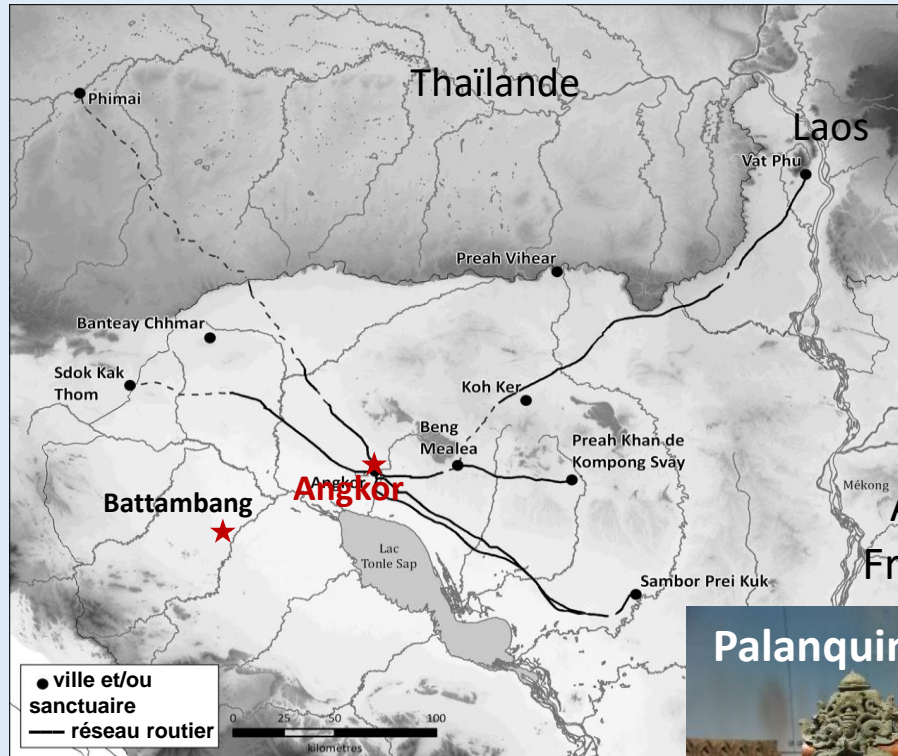 Thaïlande
Phimai
Laos
Vat Phu
Preah Vihear
Banteay Chhmar
Sdok Kak
Thom
Koh Ker
Beng
Mealea
Preah Khan de
Kompong Svay
Angkor
Angkor
Battambang
Mékong
A
Fr
Lac
Tonle Sap
Sambor Prei Kuk
Palanquin
ville et/ou
sanctuaire
réseau routier
0 25 50 100
kilomètres